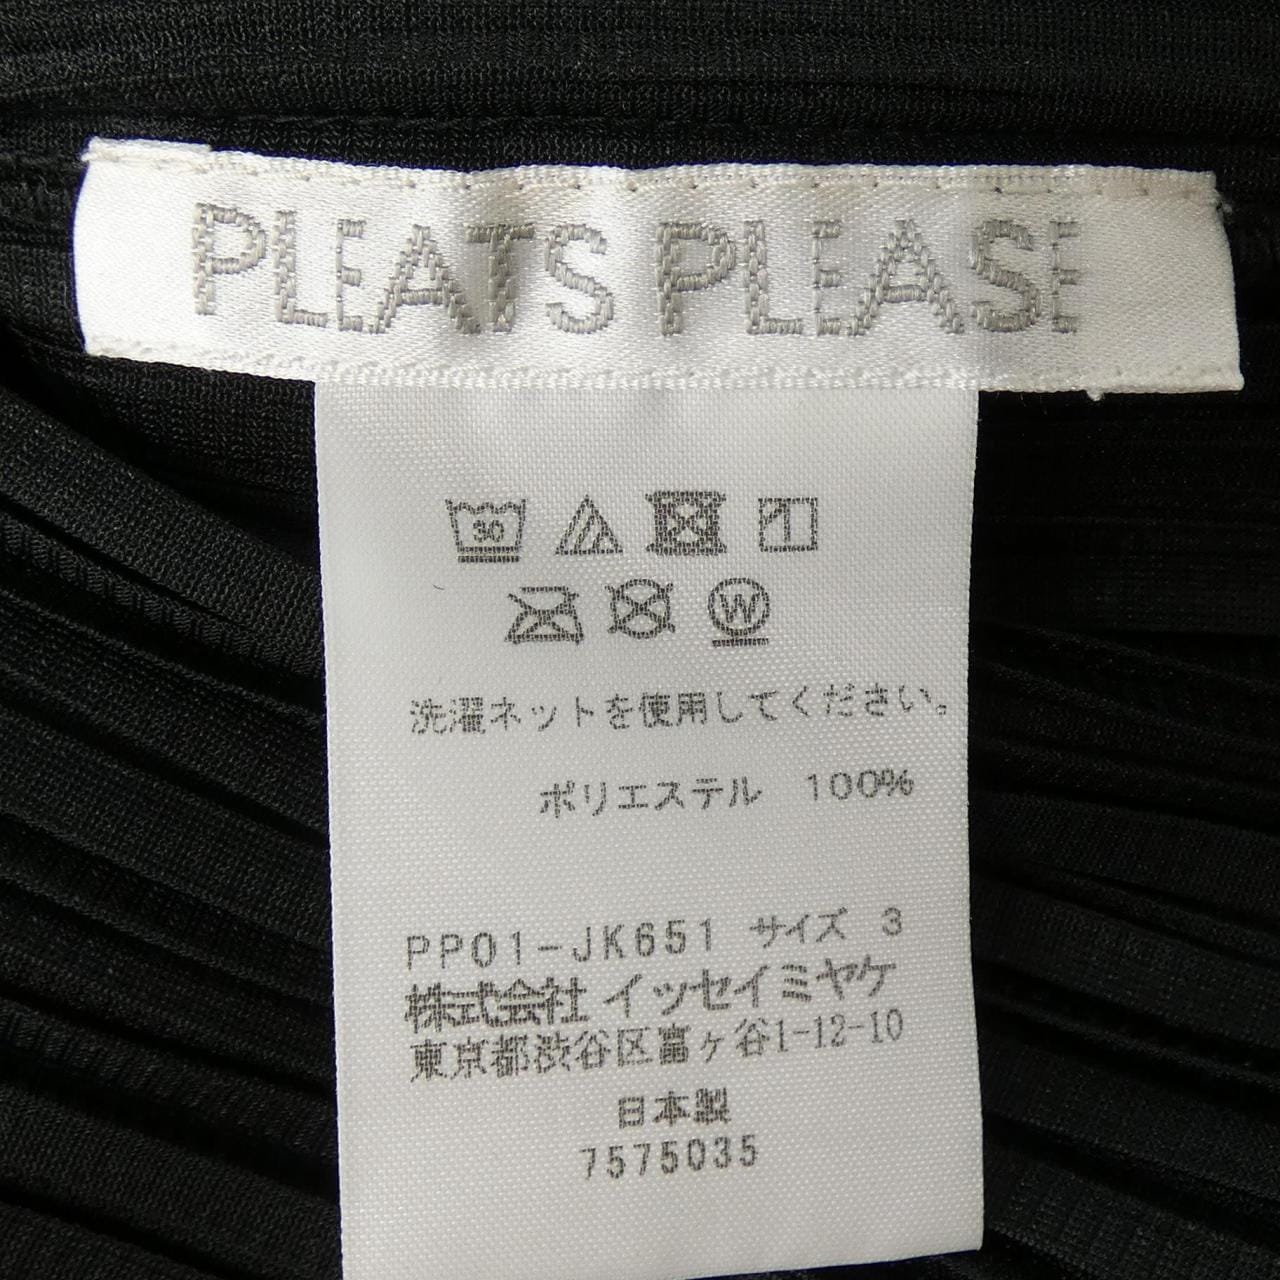 PLEATS PLEASE
30
W
洗濯ネットを使用してください。
ポリエステル 100%
PP01-JK651 サイズ 3
株式会社 イッセイミヤケ
東京都渋谷区富ヶ谷1-12-10
日本製
7575035